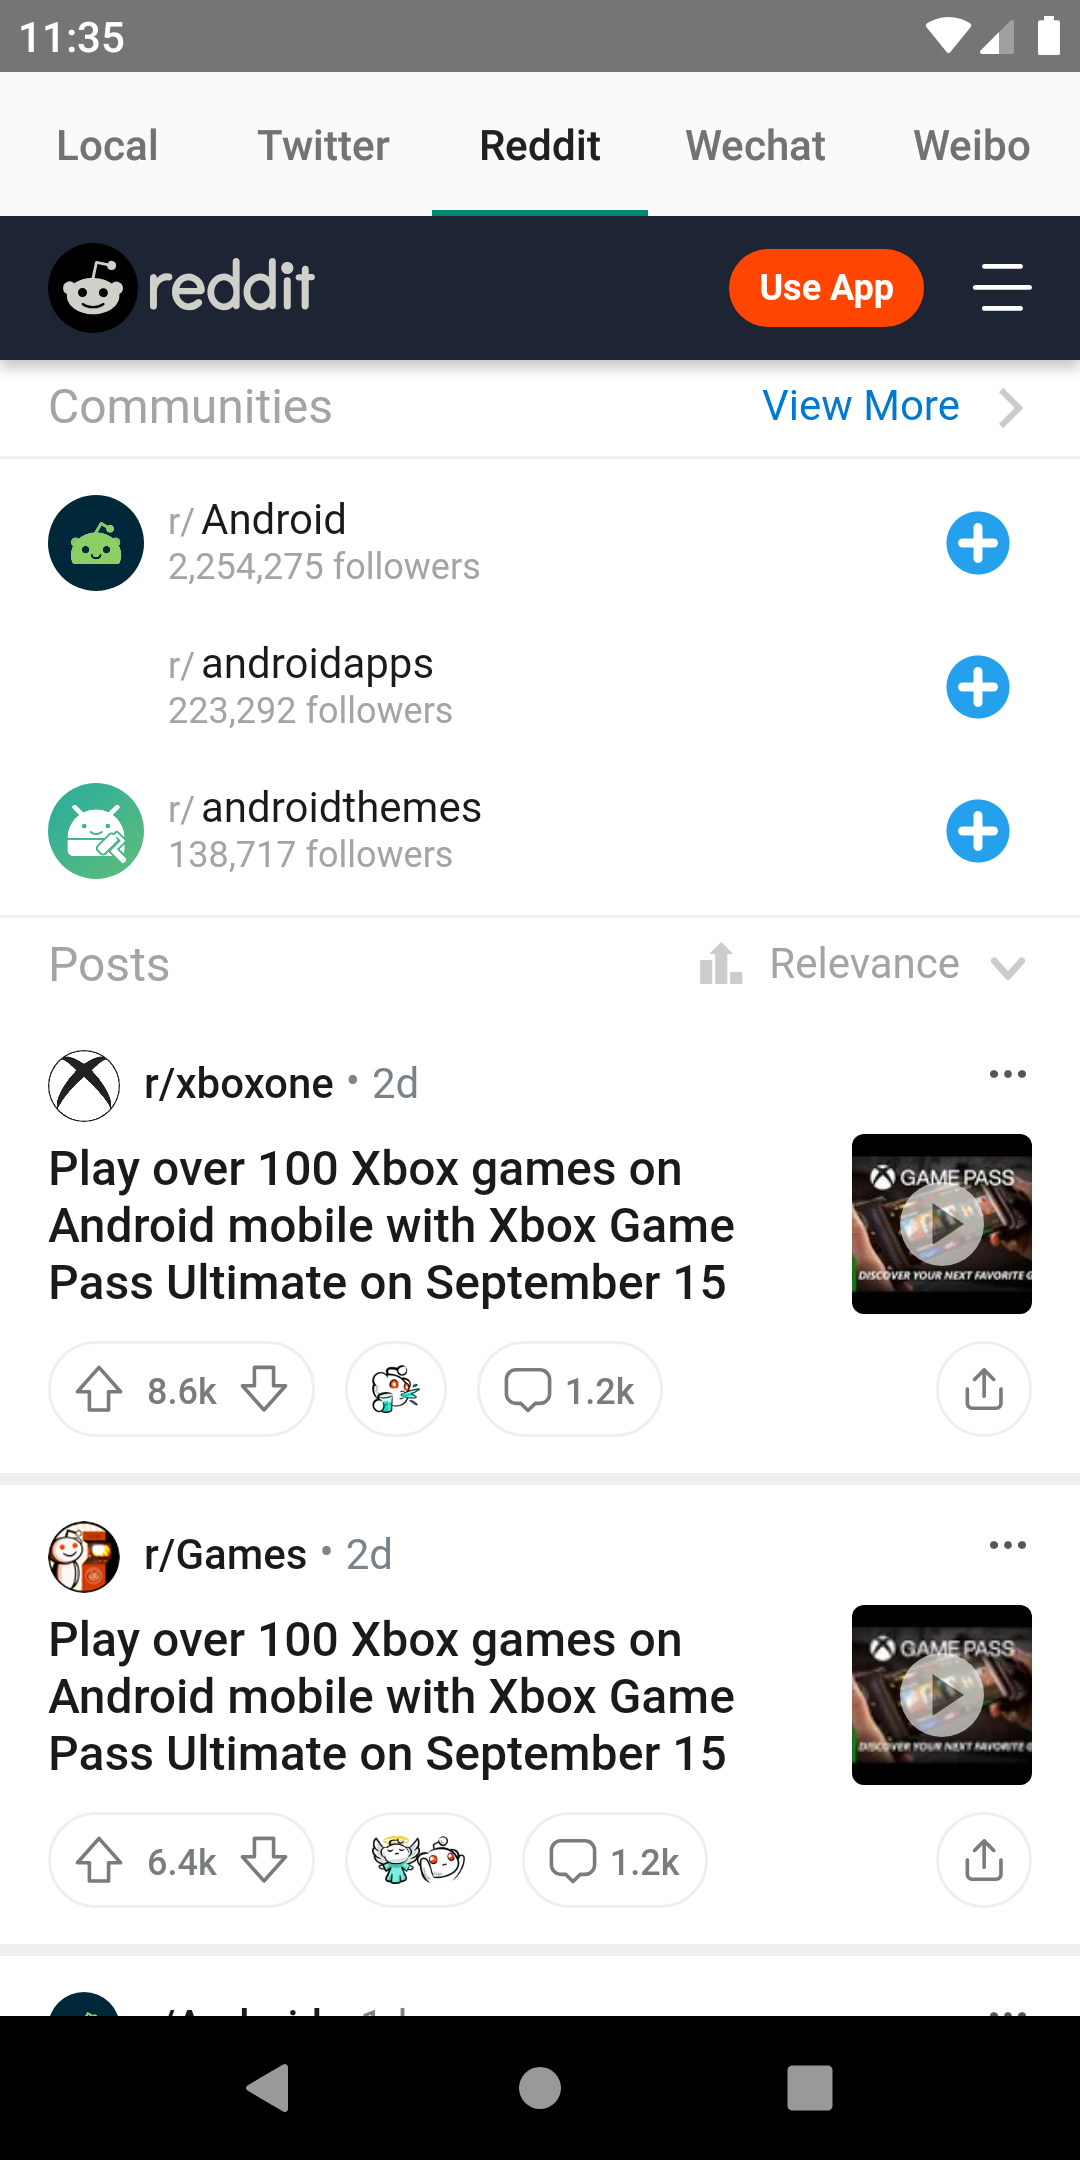 11:35
Local Twitter Reddit Wechat Weibo
reddit Use App
Communities View More
r/ Android
2,254,275 followers
r/ androidapps
223,292 followers
r/ androidthemes
138,717 followers
Posts Relevance
r/xboxone • 2d
Play over 100 Xbox games on
Android mobile with Xbox Game
Pass Ultimate on September 15
GAME PASS
DISCOVER YOUR NEXT FAVORITE G
8.6k 1.2k
r/Games • 2d
Play over 100 Xbox games on
Android mobile with Xbox Game
Pass Ultimate on September 15
GAME PASS
DISCOVER YOUR NEXT FAVORITE G
6.4k 1.2k